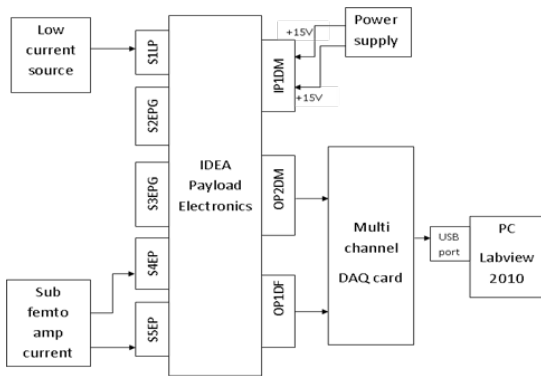 Low
current
source
S1LP
S2EPG
S3EPG
S4EP
S5EP
Sub
femto
amp
current
IDEA
Payload
Electronics
+15V
+15V
IP1DM
OP2DM
OP1DF
Power
supply
Multi
channel
DAQ card
USB
port
PC
Labview
2010